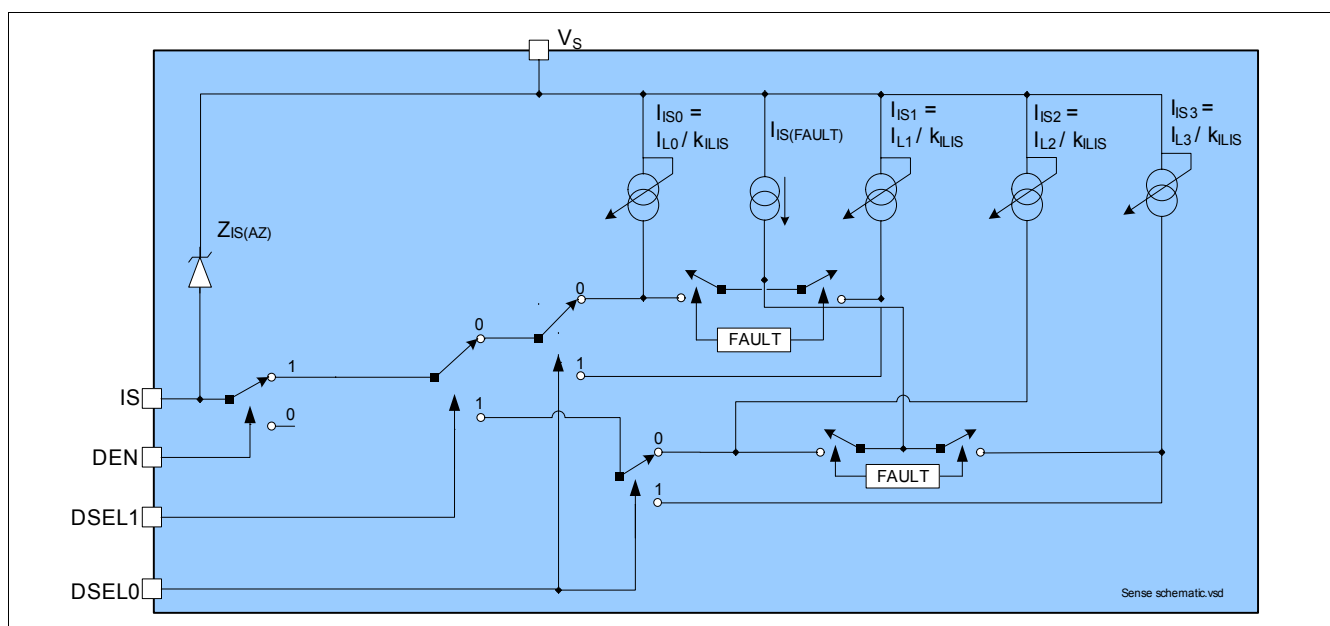 VS
IIS0 =
IL0 / kILIS
IIS(FAULT)
IIS1 =
IL1 / kILIS
IIS2 =
IL2 / kILIS
IIS3 =
IL3 / kILIS
ZIS(AZ)
0
0
FAULT
1
1
IS
0
1
0
FAULT
DEN
1
DSEL1
DSEL0
Sense schematic.vsd